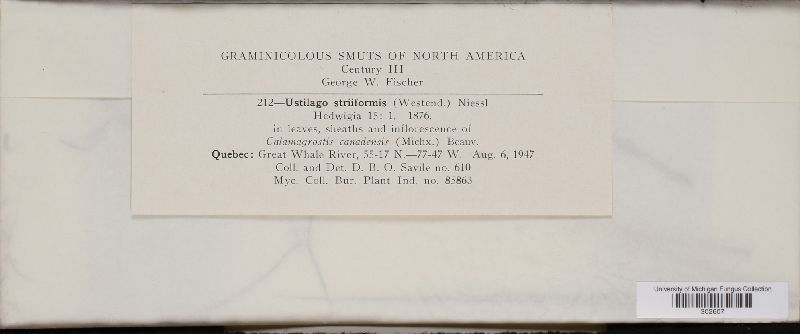 GRAMINICOLOUS SMUTS OF NORTH AMERICA
Century III
George W. Fischer
212—Ustilago striiformis (Westend.) Niessl
Hedwigia 15: 1. 1876.
in leaves, sheaths and inflorescence of
Calamagrostis canadensis (Michx.) Beauv.
Quebec: Great Whale River, 55-17 N.—77-47 W. Aug. 6, 1947
Coll. and Det. D. B. O. Savile no. 610
Myc. Coll. Bur. Plant Ind. no. 83863
University of Michigan Fungus Collection
302607